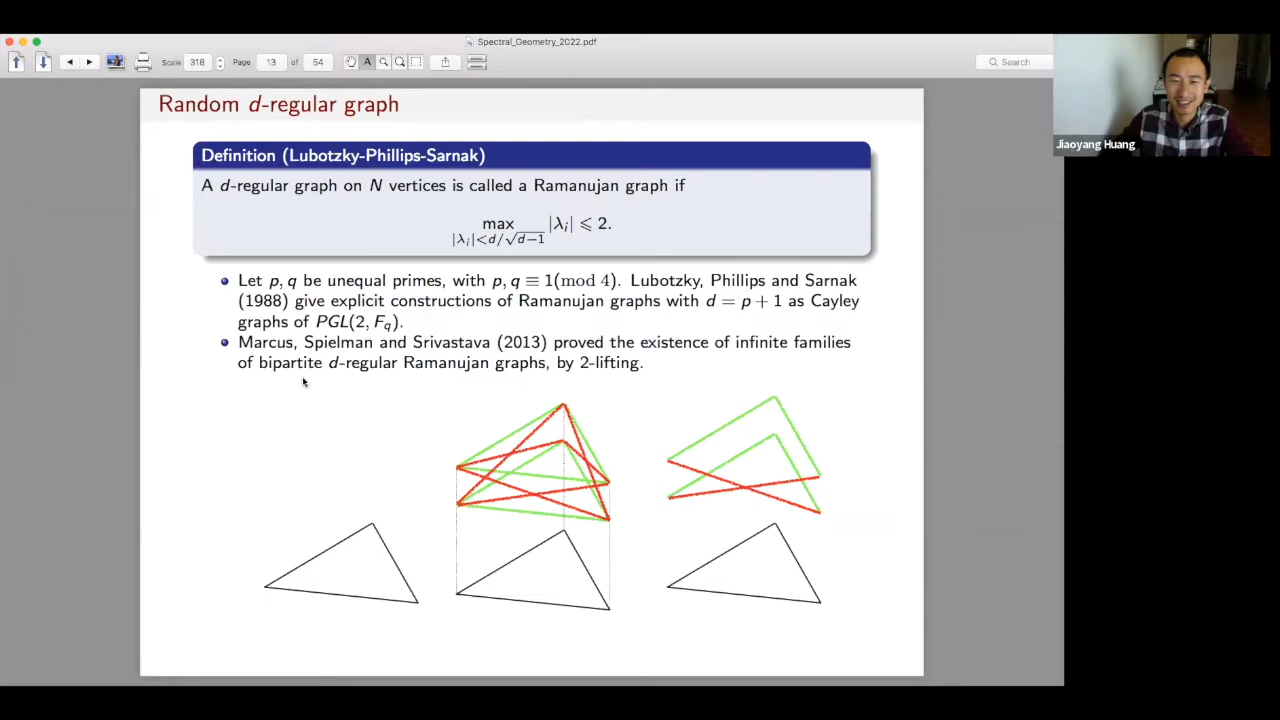 Spectral_Geometry_2022.pdf
Scale 318 Page 13 of 54 A Search
Random d-regular graph
Definition (Lubotzky-Phillips-Sarnak)
A d-regular graph on N vertices is called a Ramanujan graph if
max |λᵢ| ⩽ 2.
|λᵢ|<d/√d−1
Let p, q be unequal primes, with p, q ≡ 1(mod 4). Lubotzky, Phillips and Sarnak
(1988) give explicit constructions of Ramanujan graphs with d = p + 1 as Cayley
graphs of PGL(2, F_q).
Marcus, Spielman and Srivastava (2013) proved the existence of infinite families
of bipartite d-regular Ramanujan graphs, by 2-lifting.
Jiaoyang Huang